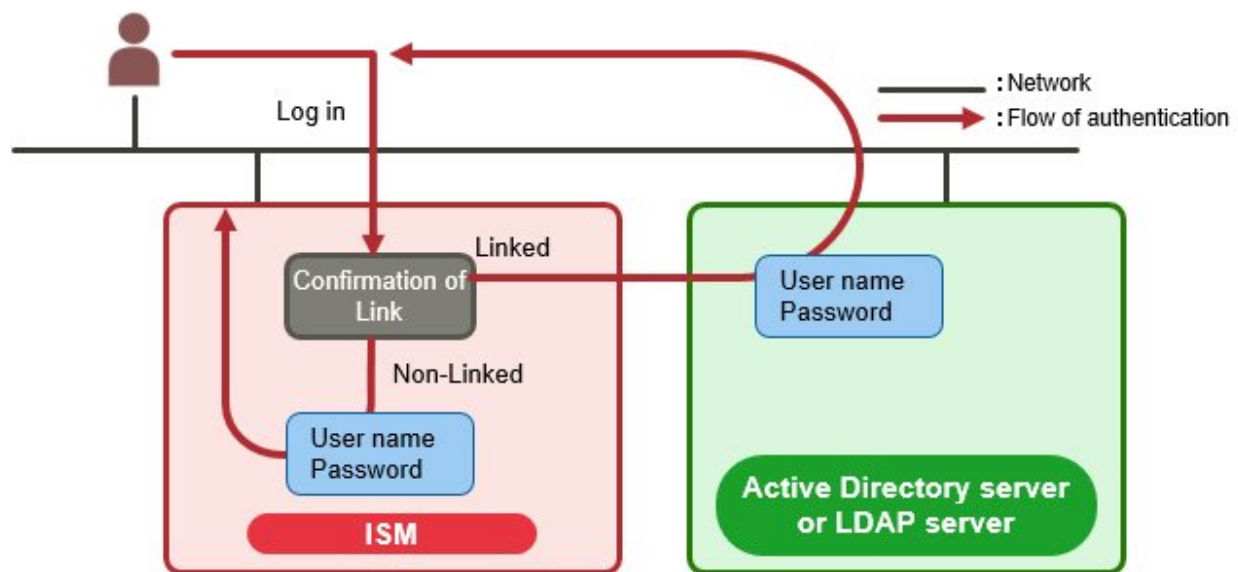 : Network
: Flow of authentication
Log in
Linked
Confirmation of
Link
User name
Password
Non-Linked
User name
Password
Active Directory server
or LDAP server
ISM